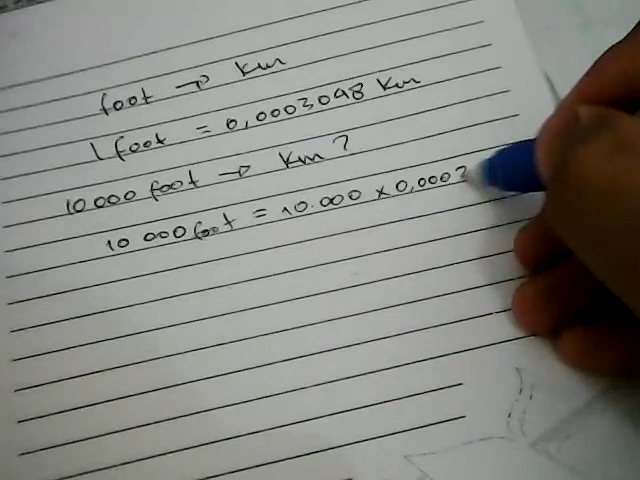 foot → km
1 foot = 0,0003048 km
10 000 foot → km ?
10 000 foot = 10.000 x 0,0003